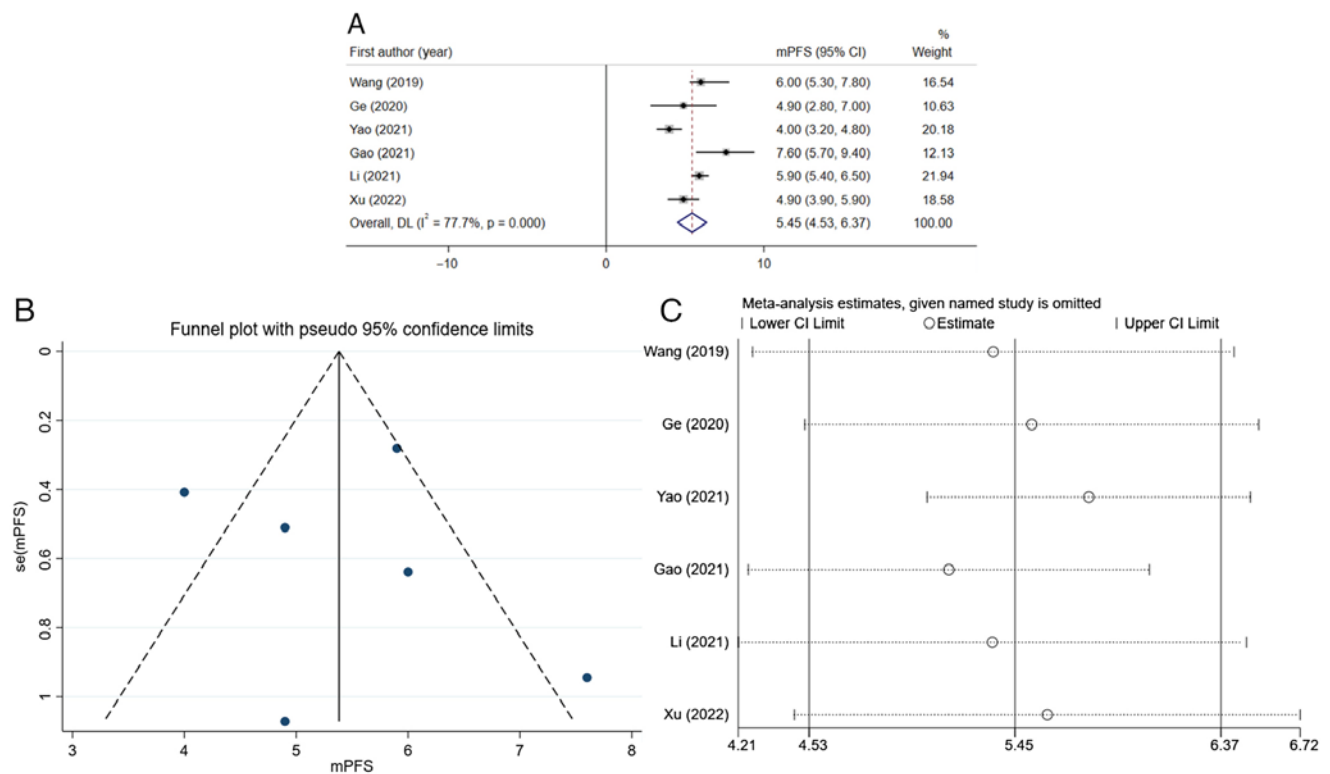 A
%
First author (year) mPFS (95% CI) Weight
Wang (2019) 6.00 (5.30, 7.80) 16.54
Ge (2020) 4.90 (2.80, 7.00) 10.63
Yao (2021) 4.00 (3.20, 4.80) 20.18
Gao (2021) 7.60 (5.70, 9.40) 12.13
Li (2021) 5.90 (5.40, 6.50) 21.94
Xu (2022) 4.90 (3.90, 5.90) 18.58
Overall, DL (I² = 77.7%, p = 0.000) 5.45 (4.53, 6.37) 100.00
−10 0 10
B
Funnel plot with pseudo 95% confidence limits
se(mPFS)
0
0.2
0.4
0.6
0.8
1
3 4 5 6 7 8
mPFS
C
Meta-analysis estimates, given named study is omitted
Lower CI Limit Estimate Upper CI Limit
Wang (2019)
Ge (2020)
Yao (2021)
Gao (2021)
Li (2021)
Xu (2022)
4.21 4.53 5.45 6.37 6.72